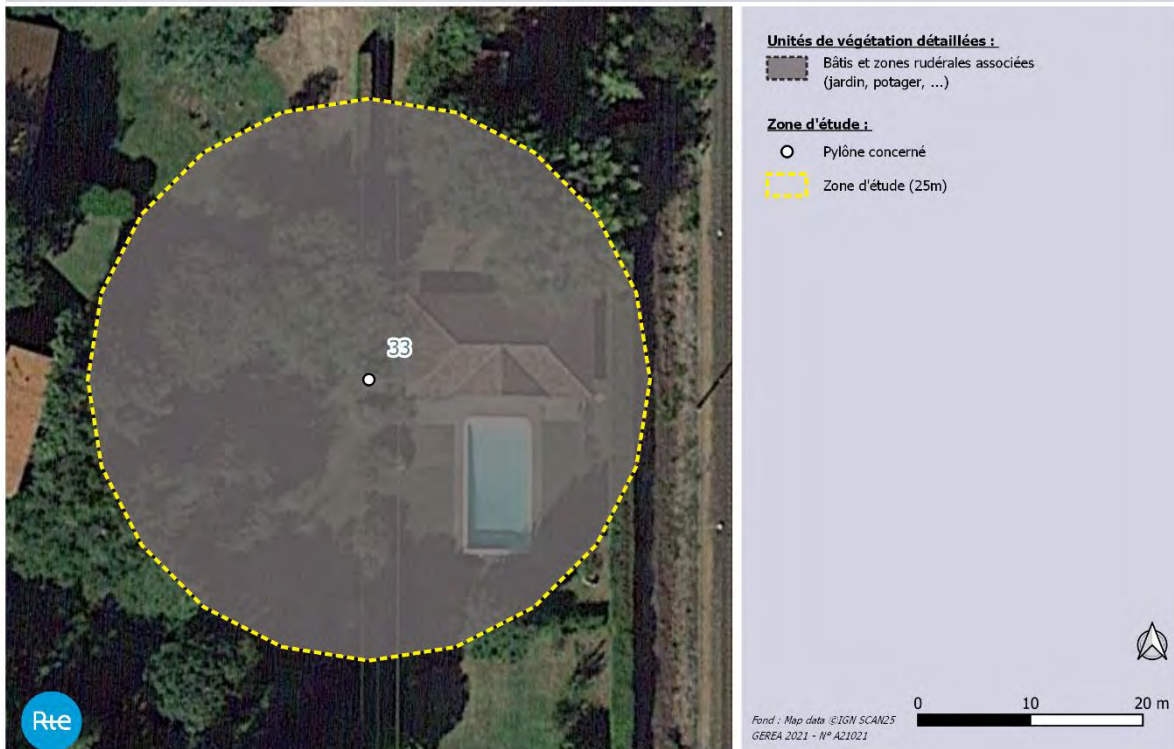 Unités de végétation détaillées :
Bâtis et zones rudérales associées
(jardin, potager, ...)
Zone d'étude :
Pylône concerné
Zone d'étude (25m)
33
Rte
0 10 20 m
Fond : Map data ©IGN SCAN25
GEREA 2021 - N° A21021